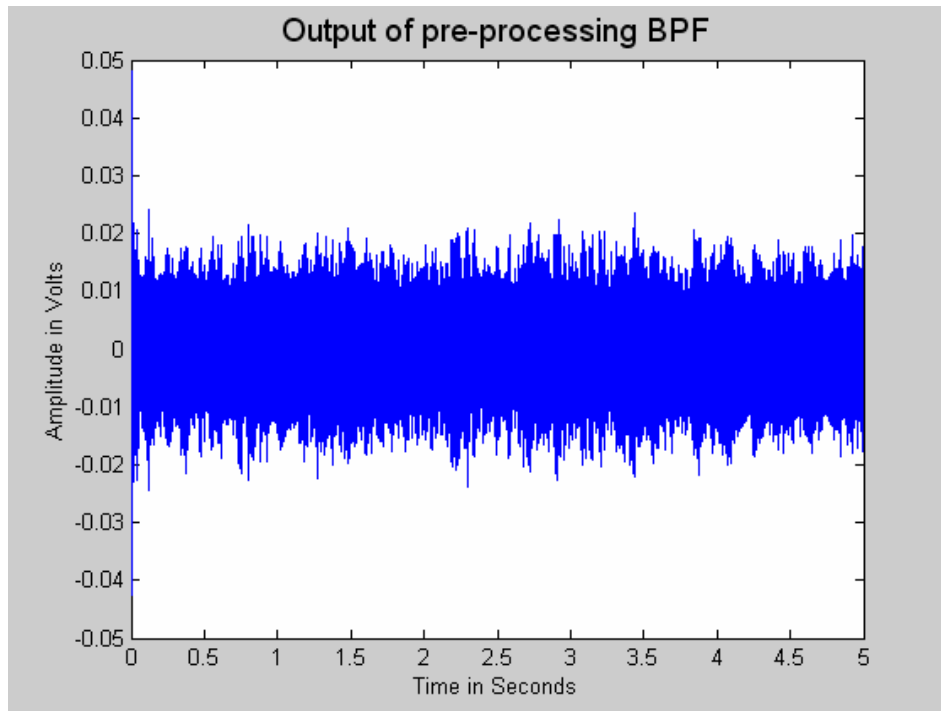 Output of pre-processing BPF
0.05
0.04
0.03
0.02
0.01
0
-0.01
-0.02
-0.03
-0.04
-0.05
Amplitude in Volts
0 0.5 1 1.5 2 2.5 3 3.5 4 4.5 5
Time in Seconds